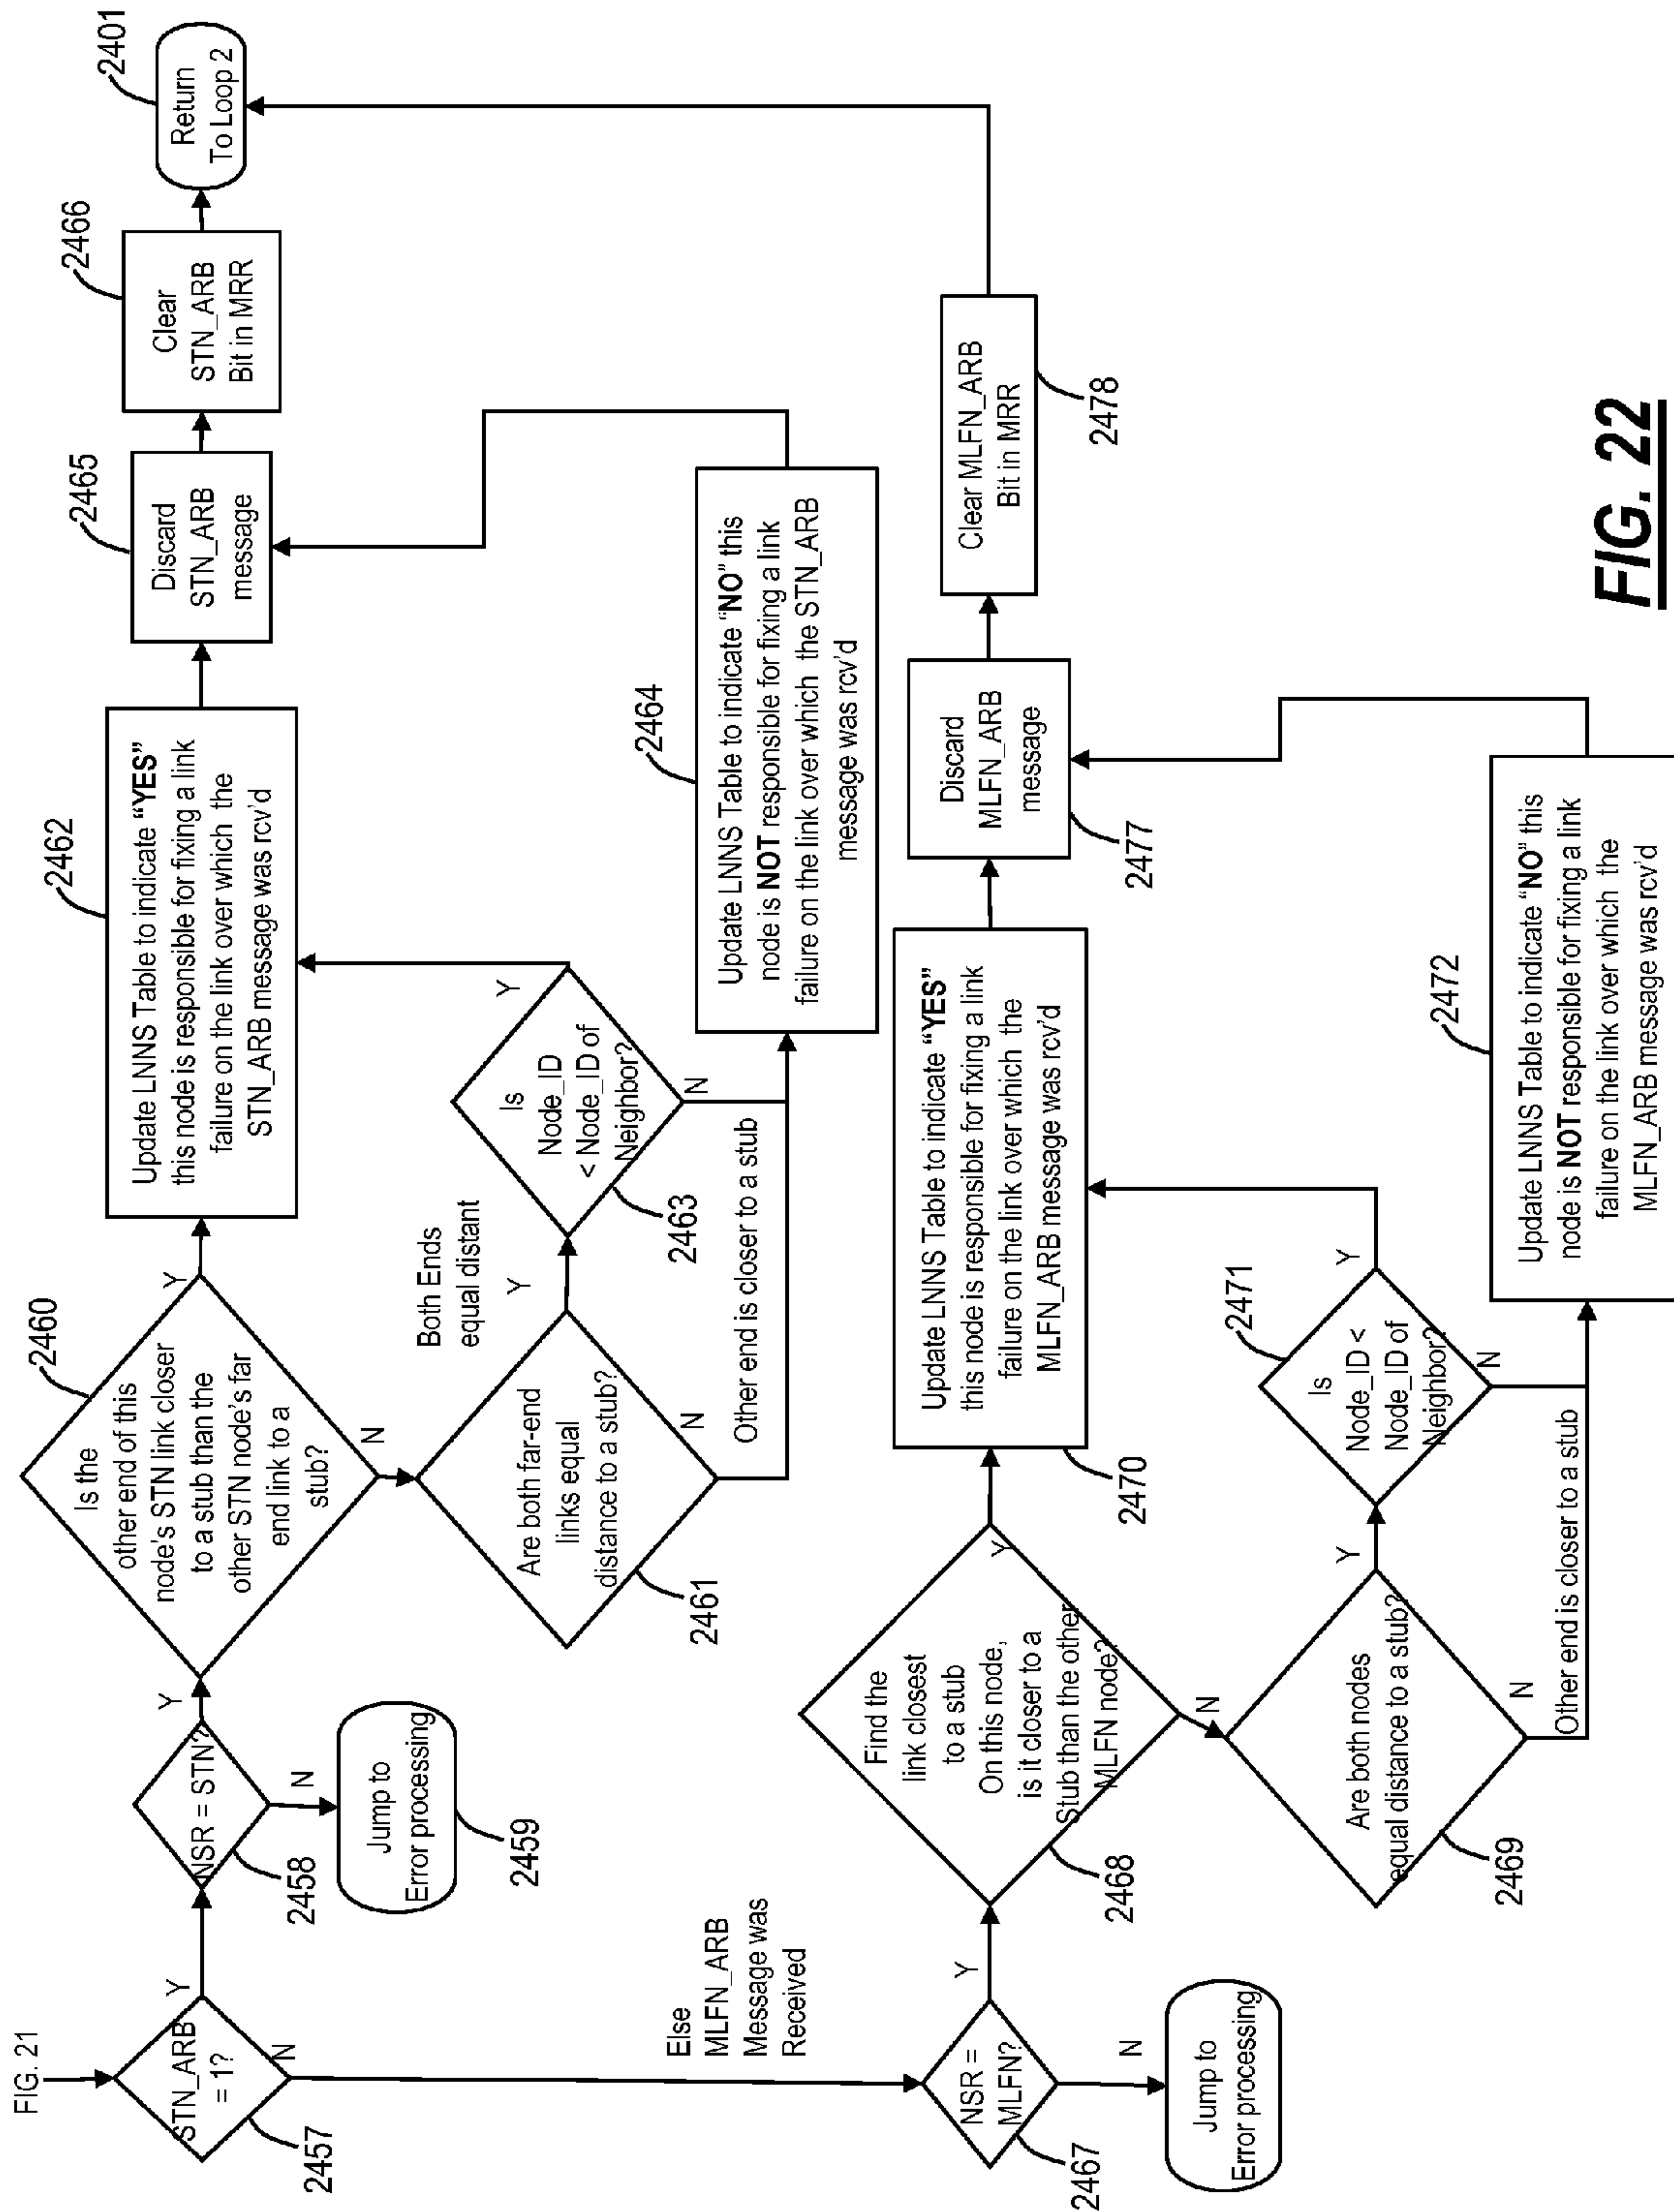 FIG. 21
STN_ARB
= 1?
2457
Y
N
NSR = STN?
2458
Y
N
Jump to
Error processing
2459
Is the
other end of this
node's STN link closer
to a stub than the
other STN node's far
end link to a
stub?
2460
Y
N
Are both far-end
links equal
distance to a stub?
2461
Y
N
Both Ends
equal distant
Other end is closer to a stub
Is
Node_ID
< Node_ID of
Neighbor?
2463
Y
N
Update LNNS Table to indicate “YES”
this node is responsible for fixing a link
failure on the link over which the
STN_ARB message was rcv'd
2462
Update LNNS Table to indicate “NO” this
node is NOT responsible for fixing a link
failure on the link over which the STN_ARB
message was rcv'd
2464
Discard
STN_ARB
message
2465
Clear
STN_ARB
Bit in MRR
2466
Return
To Loop 2
2401
Else
MLFN_ARB
Message was
Received
NSR =
MLFN?
2467
Y
N
Jump to
Error processing
Find the
link closest
to a stub
On this node,
is it closer to a
Stub than the other
MLFN node?
2468
Y
N
Are both nodes
equal distance to a stub?
2469
Y
N
Other end is closer to a stub
Is
Node_ID <
Node_ID of
Neighbor?
2471
Y
N
Update LNNS Table to indicate “YES”
this node is responsible for fixing a link
failure on the link over which the
MLFN_ARB message was rcv'd
2470
Update LNNS Table to indicate “NO” this
node is NOT responsible for fixing a link
failure on the link over which the
MLFN_ARB message was rcv'd
2472
Discard
MLFN_ARB
message
2477
Clear MLFN_ARB
Bit in MRR
2478
FIG. 22